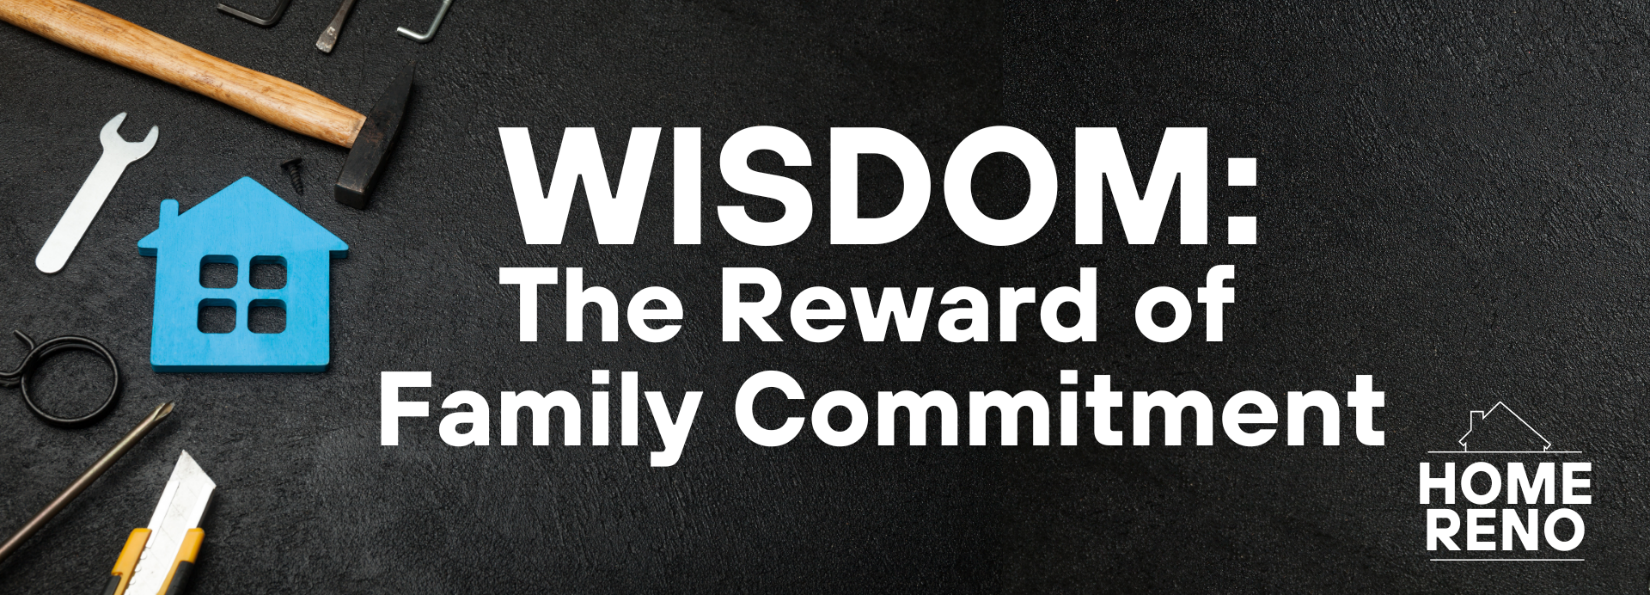 WISDOM:
The Reward of
Family Commitment
HOME
RENO